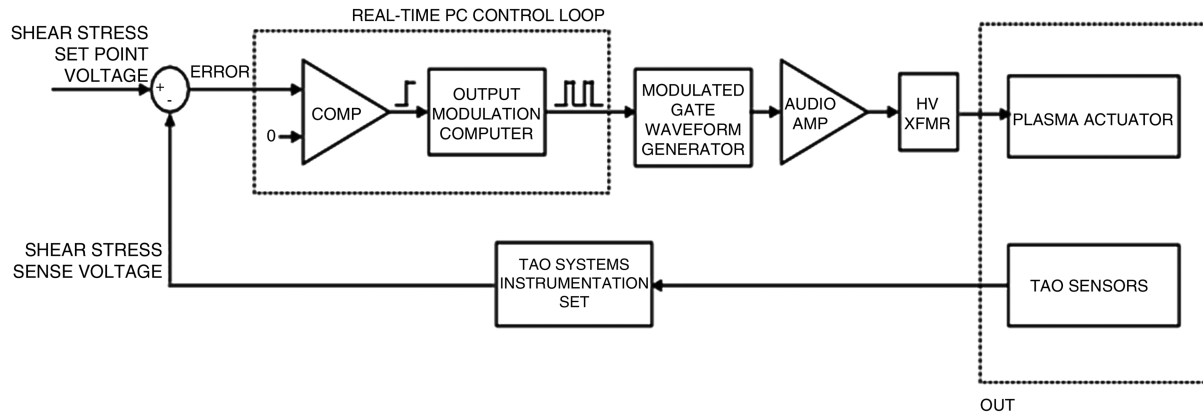 REAL-TIME PC CONTROL LOOP
SHEAR STRESS
SET POINT
VOLTAGE
+
-
ERROR
COMP
0
OUTPUT
MODULATION
COMPUTER
MODULATED
GATE
WAVEFORM
GENERATOR
AUDIO
AMP
HV
XFMR
PLASMA ACTUATOR
SHEAR STRESS
SENSE VOLTAGE
TAO SYSTEMS
INSTRUMENTATION
SET
TAO SENSORS
OUT